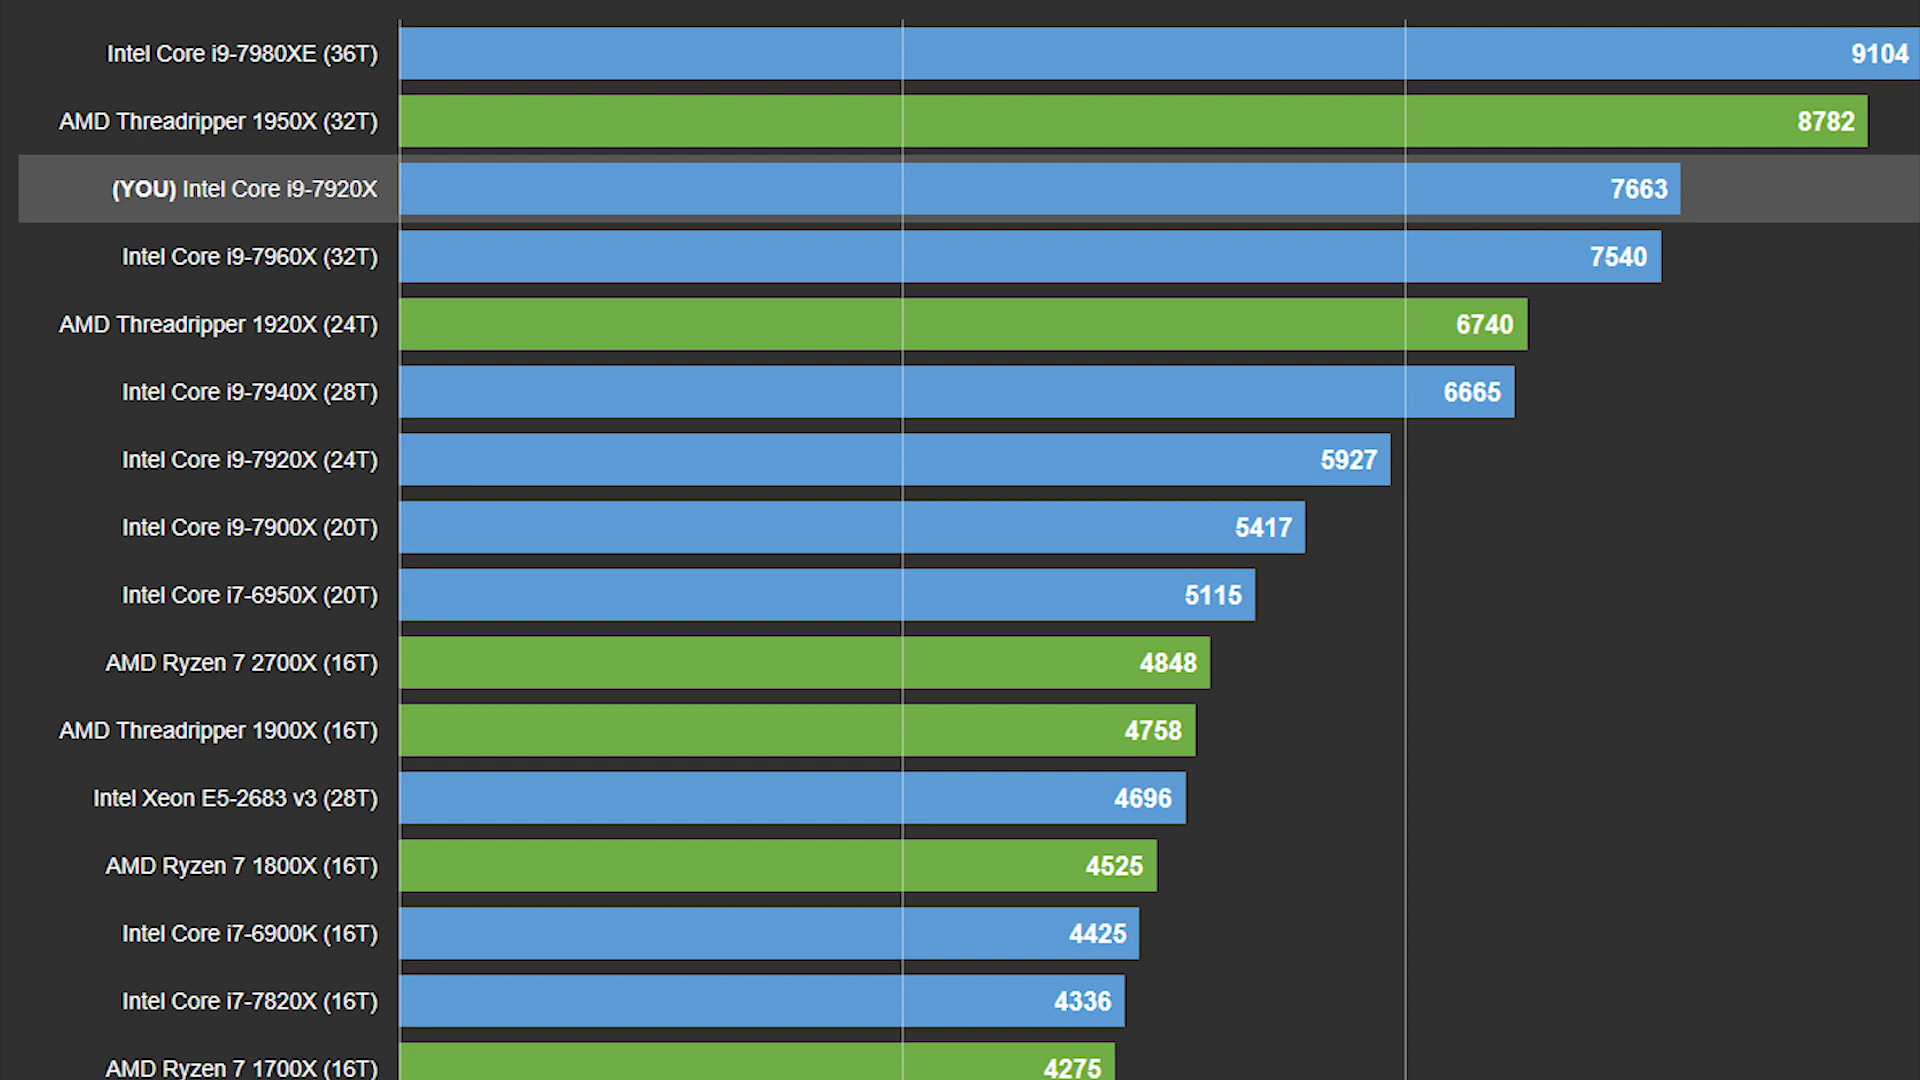 Intel Core i9-7980XE (36T) 9104
AMD Threadripper 1950X (32T) 8782
(YOU) Intel Core i9-7920X 7663
Intel Core i9-7960X (32T) 7540
AMD Threadripper 1920X (24T) 6740
Intel Core i9-7940X (28T) 6665
Intel Core i9-7920X (24T) 5927
Intel Core i9-7900X (20T) 5417
Intel Core i7-6950X (20T) 5115
AMD Ryzen 7 2700X (16T) 4848
AMD Threadripper 1900X (16T) 4758
Intel Xeon E5-2683 v3 (28T) 4696
AMD Ryzen 7 1800X (16T) 4525
Intel Core i7-6900K (16T) 4425
Intel Core i7-7820X (16T) 4336
AMD Ryzen 7 1700X (16T) 4275